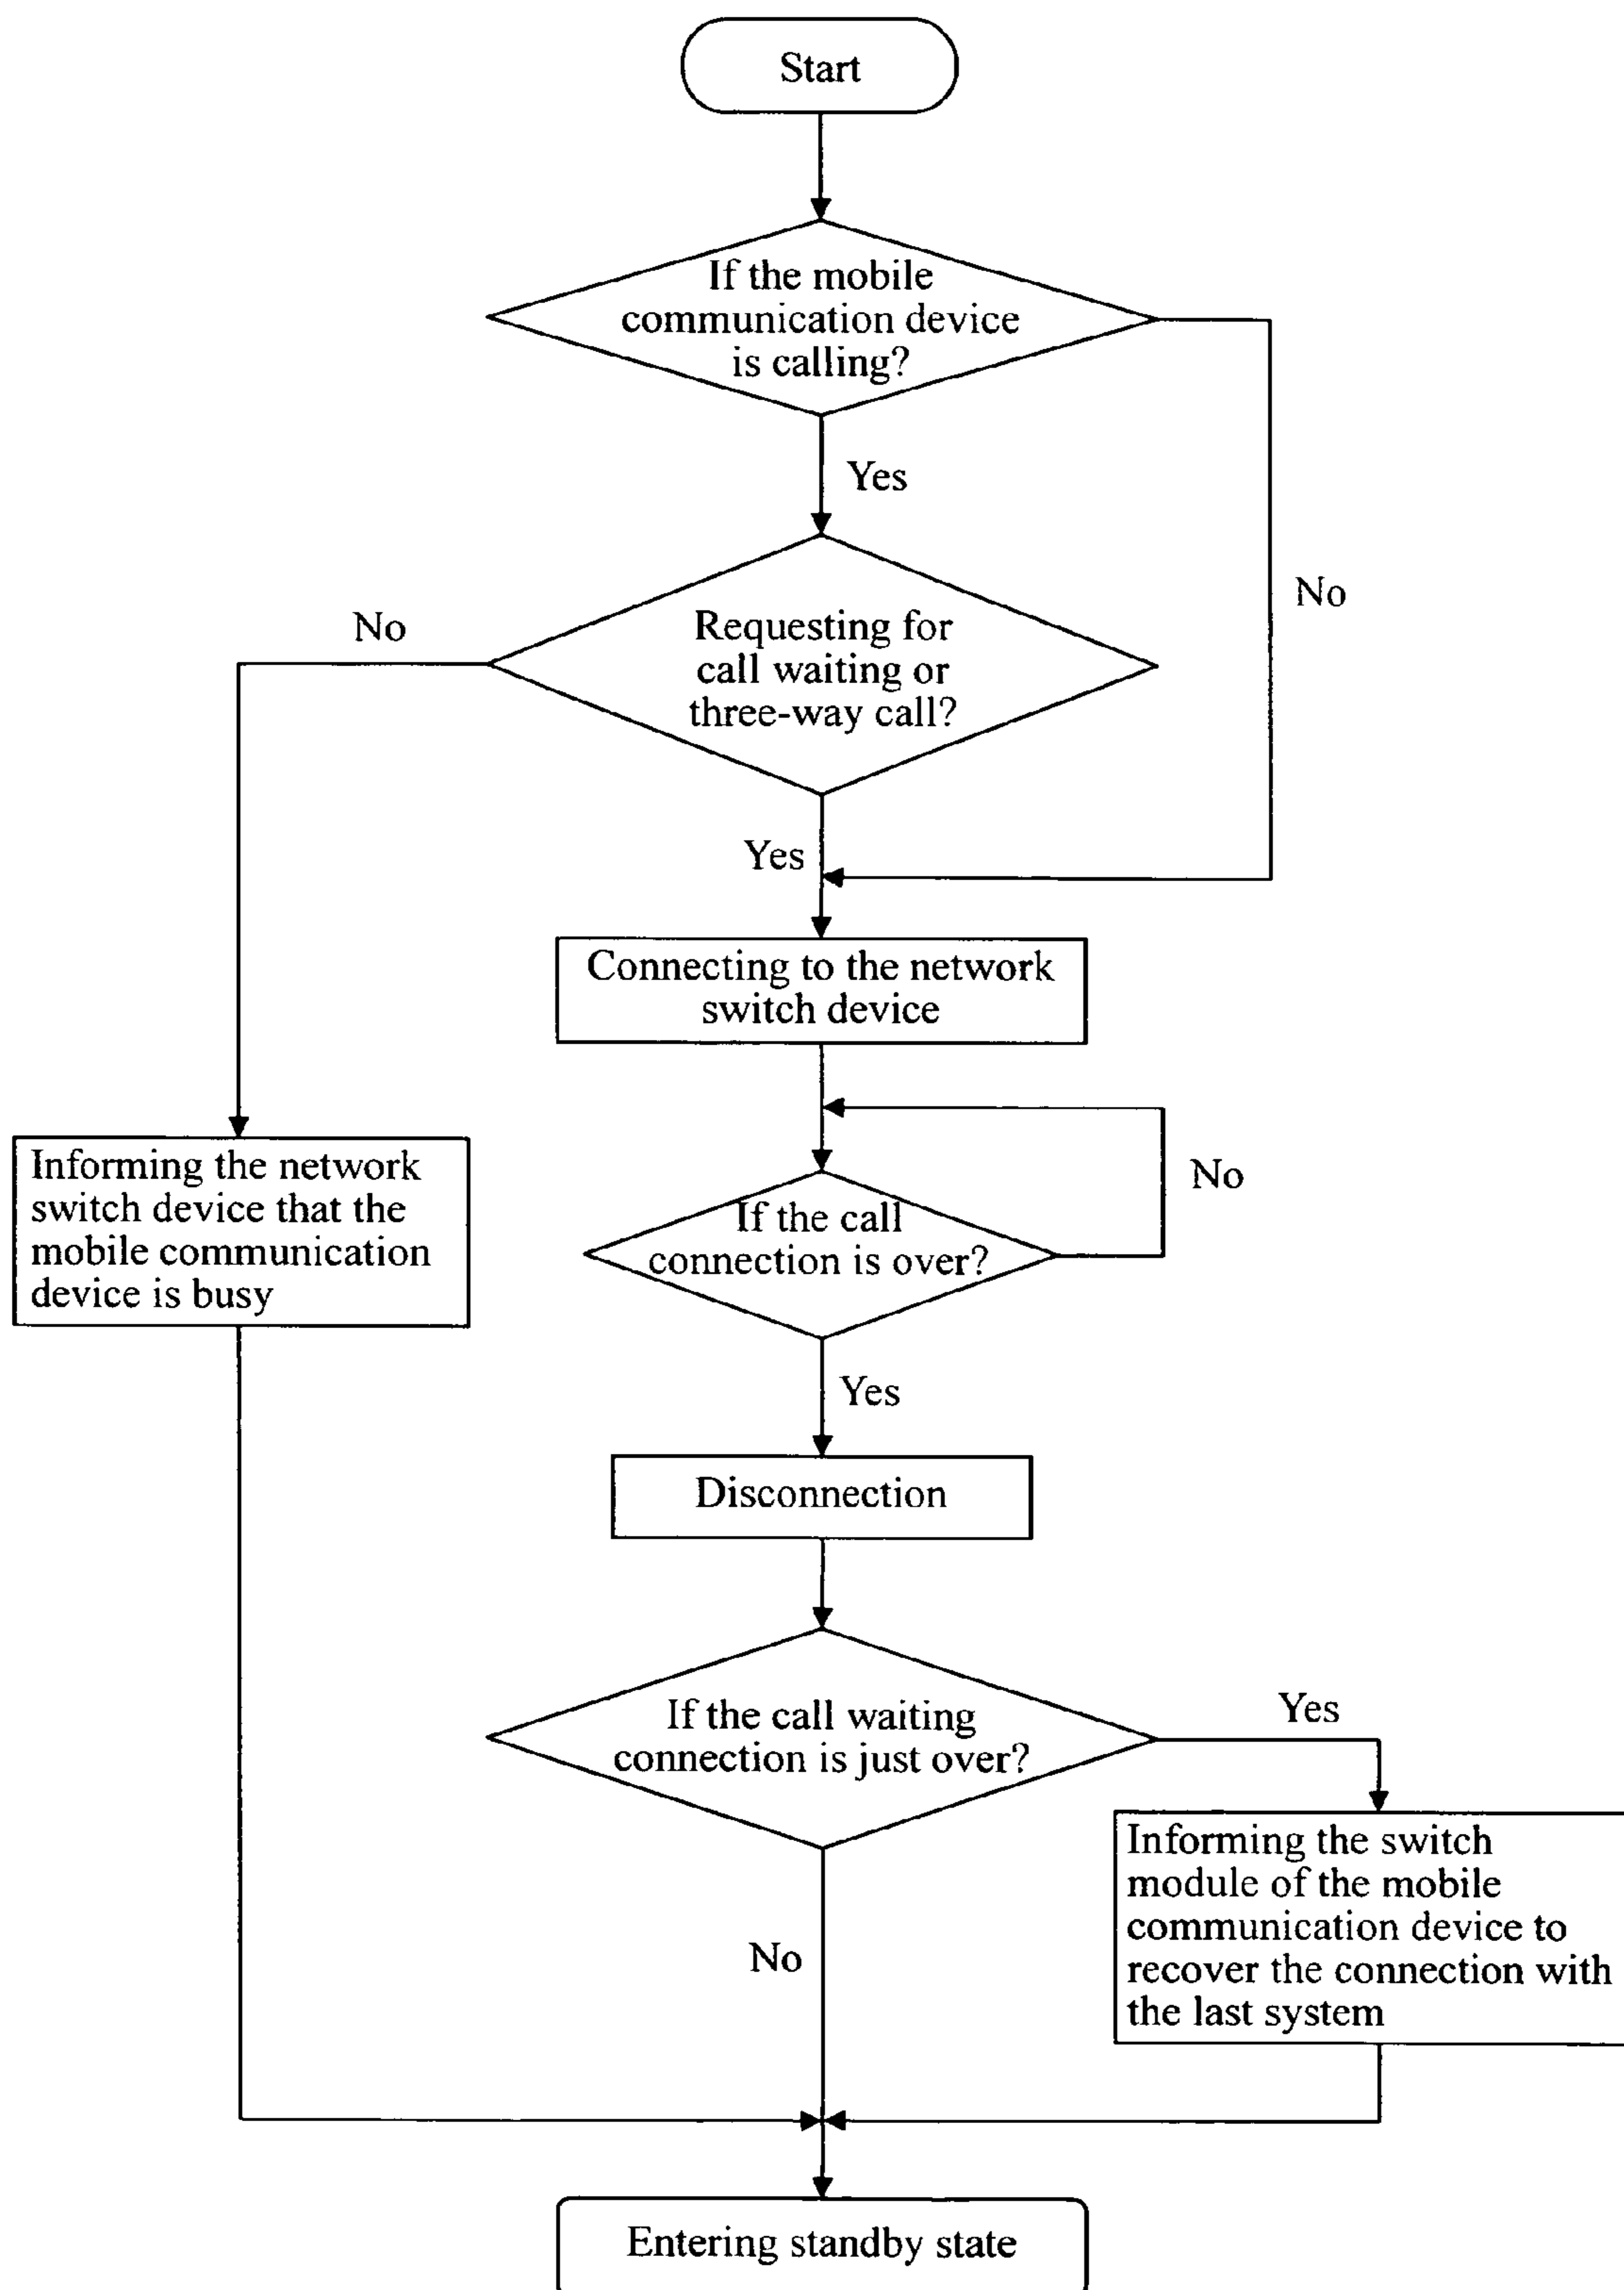 Start
If the mobile
communication device
is calling?
Yes
No
No
Requesting for
call waiting or
three-way call?
Yes
Connecting to the network
switch device
Informing the network
switch device that the
mobile communication
device is busy
If the call
connection is over?
No
Yes
Disconnection
If the call waiting
connection is just over?
Yes
Informing the switch
module of the mobile
communication device to
recover the connection with
the last system
No
Entering standby state